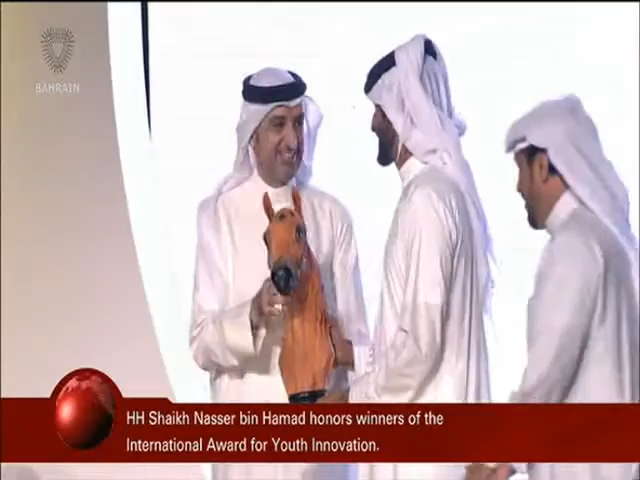 BAHRAIN
HH Shaikh Nasser bin Hamad honors winners of the
International Award for Youth Innovation.